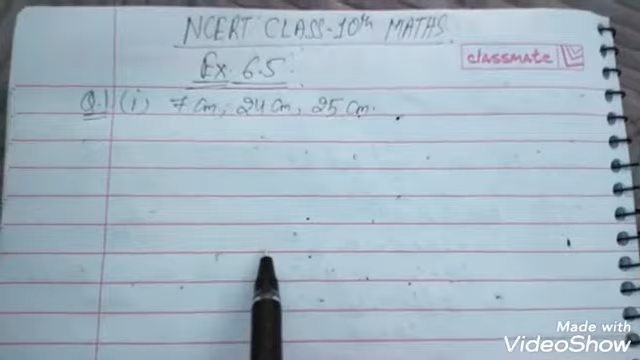 NCERT CLASS-10th MATHS.
classmate
Ex. 6.5:
Q.1 (i) 7 cm, 24 cm, 25 cm.
Made with
VideoShow